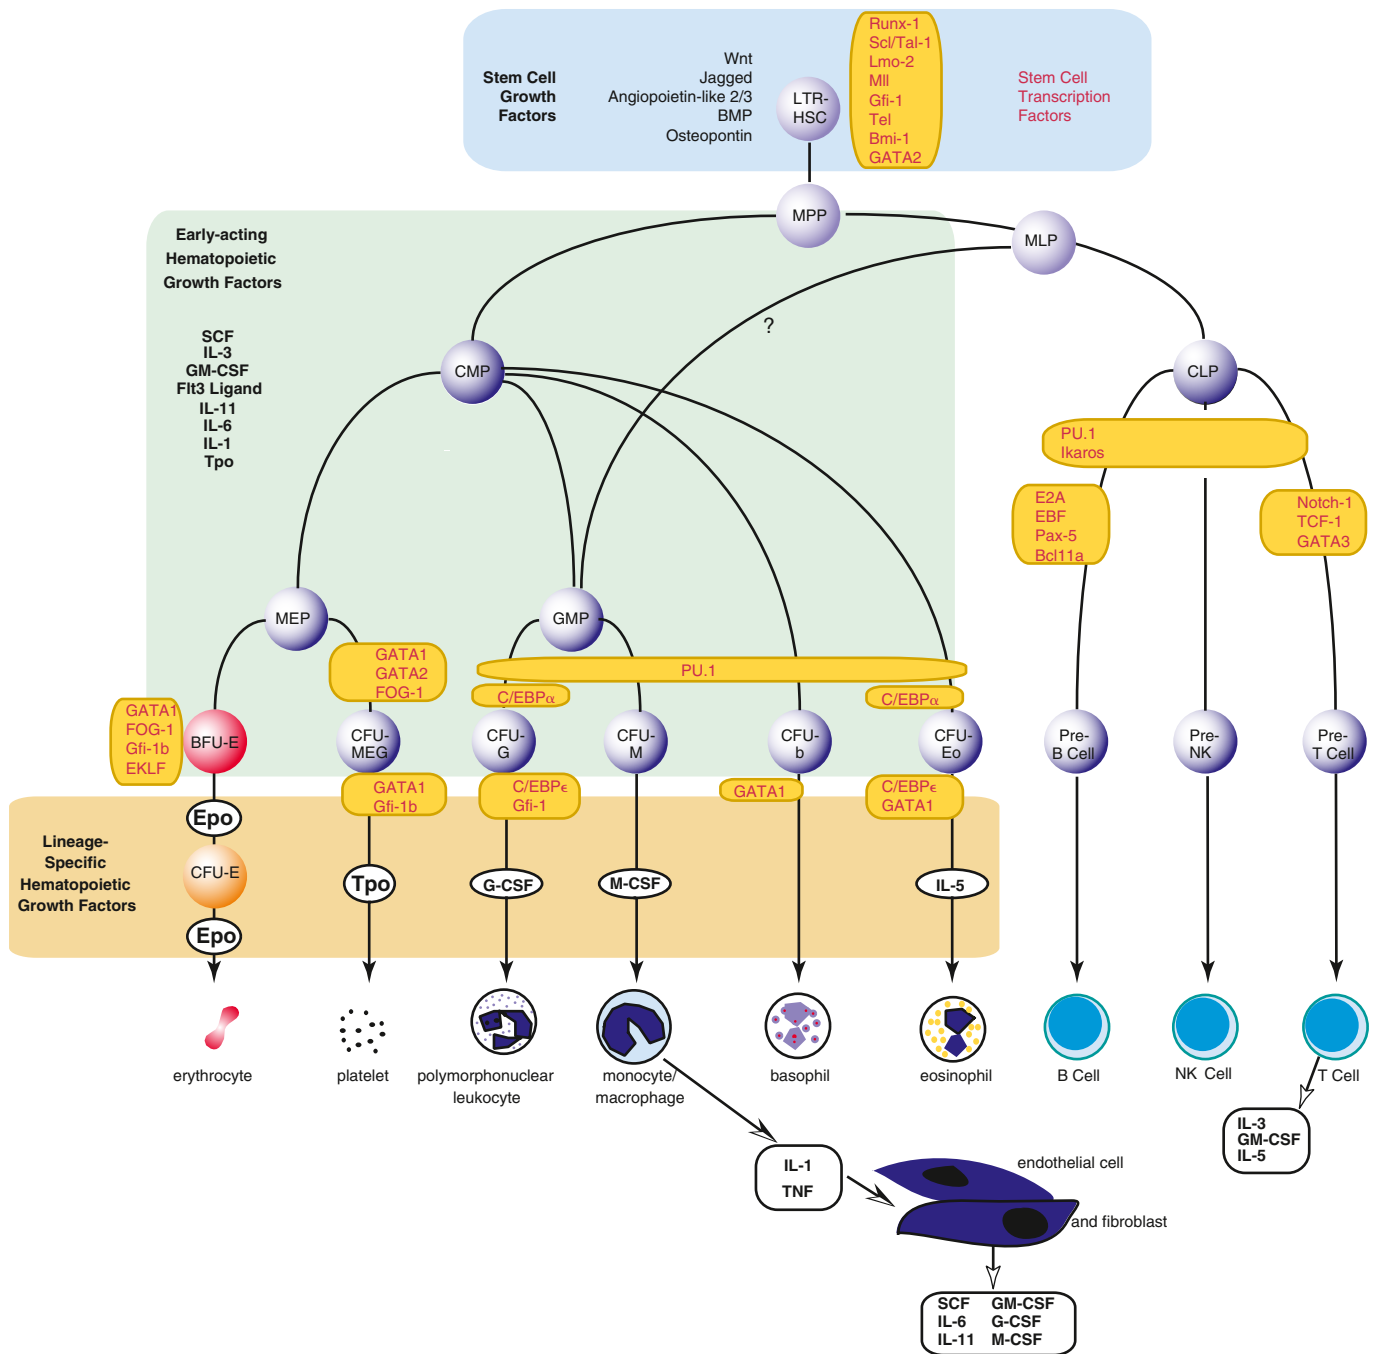 Stem Cell
Growth
Factors
Wnt
Jagged
Angiopoietin-like 2/3
BMP
Osteopontin
LTR-
HSC
Runx-1
Scl/Tal-1
Lmo-2
Mll
Gfi-1
Tel
Bmi-1
GATA2
Stem Cell
Transcription
Factors
MPP
MLP
Early-acting
Hematopoietic
Growth Factors
SCF
IL-3
GM-CSF
Flt3 Ligand
IL-11
IL-6
IL-1
Tpo
?
CMP
CLP
PU.1
Ikaros
E2A
EBF
Pax-5
Bcl11a
Notch-1
TCF-1
GATA3
MEP
GMP
GATA1
GATA2
FOG-1
PU.1
C/EBPα
C/EBPα
GATA1
FOG-1
Gfi-1b
EKLF
BFU-E
CFU-
MEG
CFU-
G
CFU-
M
CFU-
b
CFU-
Eo
Pre-
B Cell
Pre-
NK
Pre-
T Cell
GATA1
Gfi-1b
C/EBPϵ
Gfi-1
GATA1
C/EBPϵ
GATA1
Lineage-
Specific
Hematopoietic
Growth Factors
Epo
CFU-E
Epo
Tpo
G-CSF
M-CSF
IL-5
erythrocyte
platelet
polymorphonuclear
leukocyte
monocyte/
macrophage
basophil
eosinophil
B Cell
NK Cell
T Cell
IL-3
GM-CSF
IL-5
IL-1
TNF
endothelial cell
and fibroblast
SCF GM-CSF
IL-6 G-CSF
IL-11 M-CSF